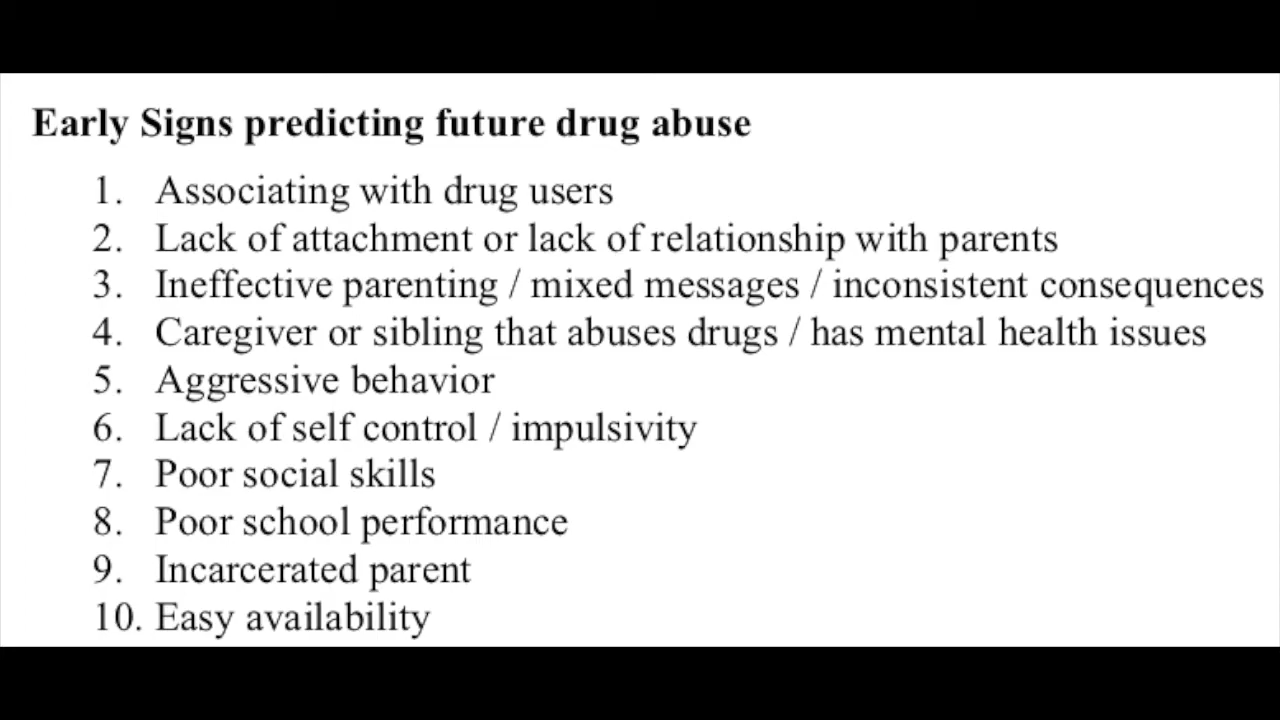 Early Signs predicting future drug abuse
1. Associating with drug users
2. Lack of attachment or lack of relationship with parents
3. Ineffective parenting / mixed messages / inconsistent consequences
4. Caregiver or sibling that abuses drugs / has mental health issues
5. Aggressive behavior
6. Lack of self control / impulsivity
7. Poor social skills
8. Poor school performance
9. Incarcerated parent
10. Easy availability